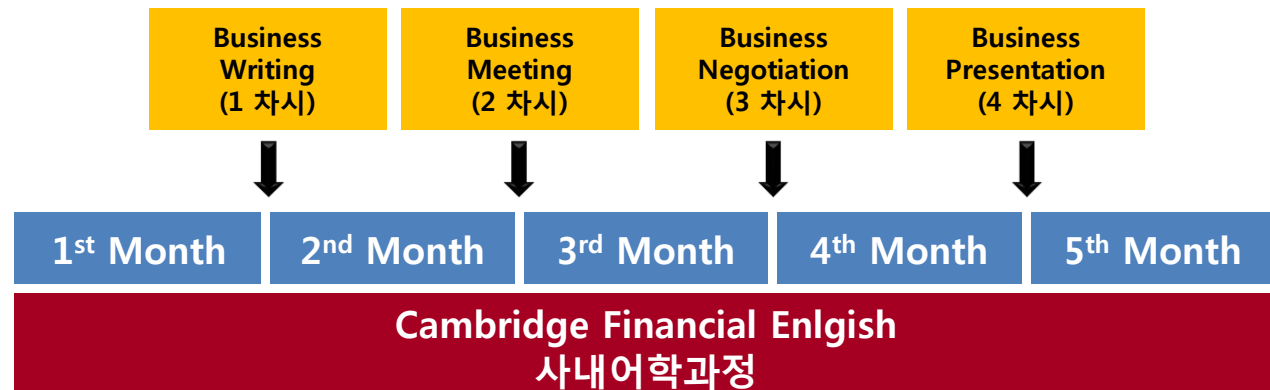 Business
Writing
(1 차시)
Business
Meeting
(2 차시)
Business
Negotiation
(3 차시)
Business
Presentation
(4 차시)
1st Month
2nd Month
3rd Month
4th Month
5th Month
Cambridge Financial Enlgish
사내어학과정